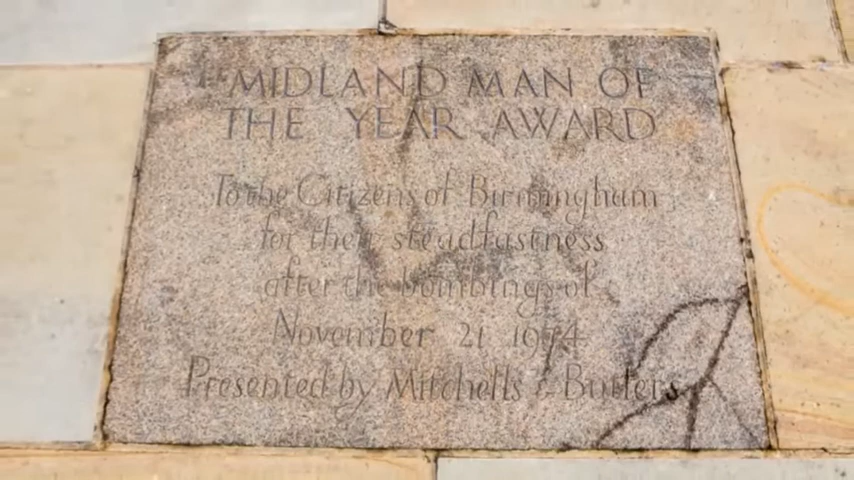 MIDLAND MAN OF
THE YEAR AWARD
To the Citizens of Birmingham
for their steadfastness
after the bombings of
November 21 1974
Presented by Mitchells & Butlers